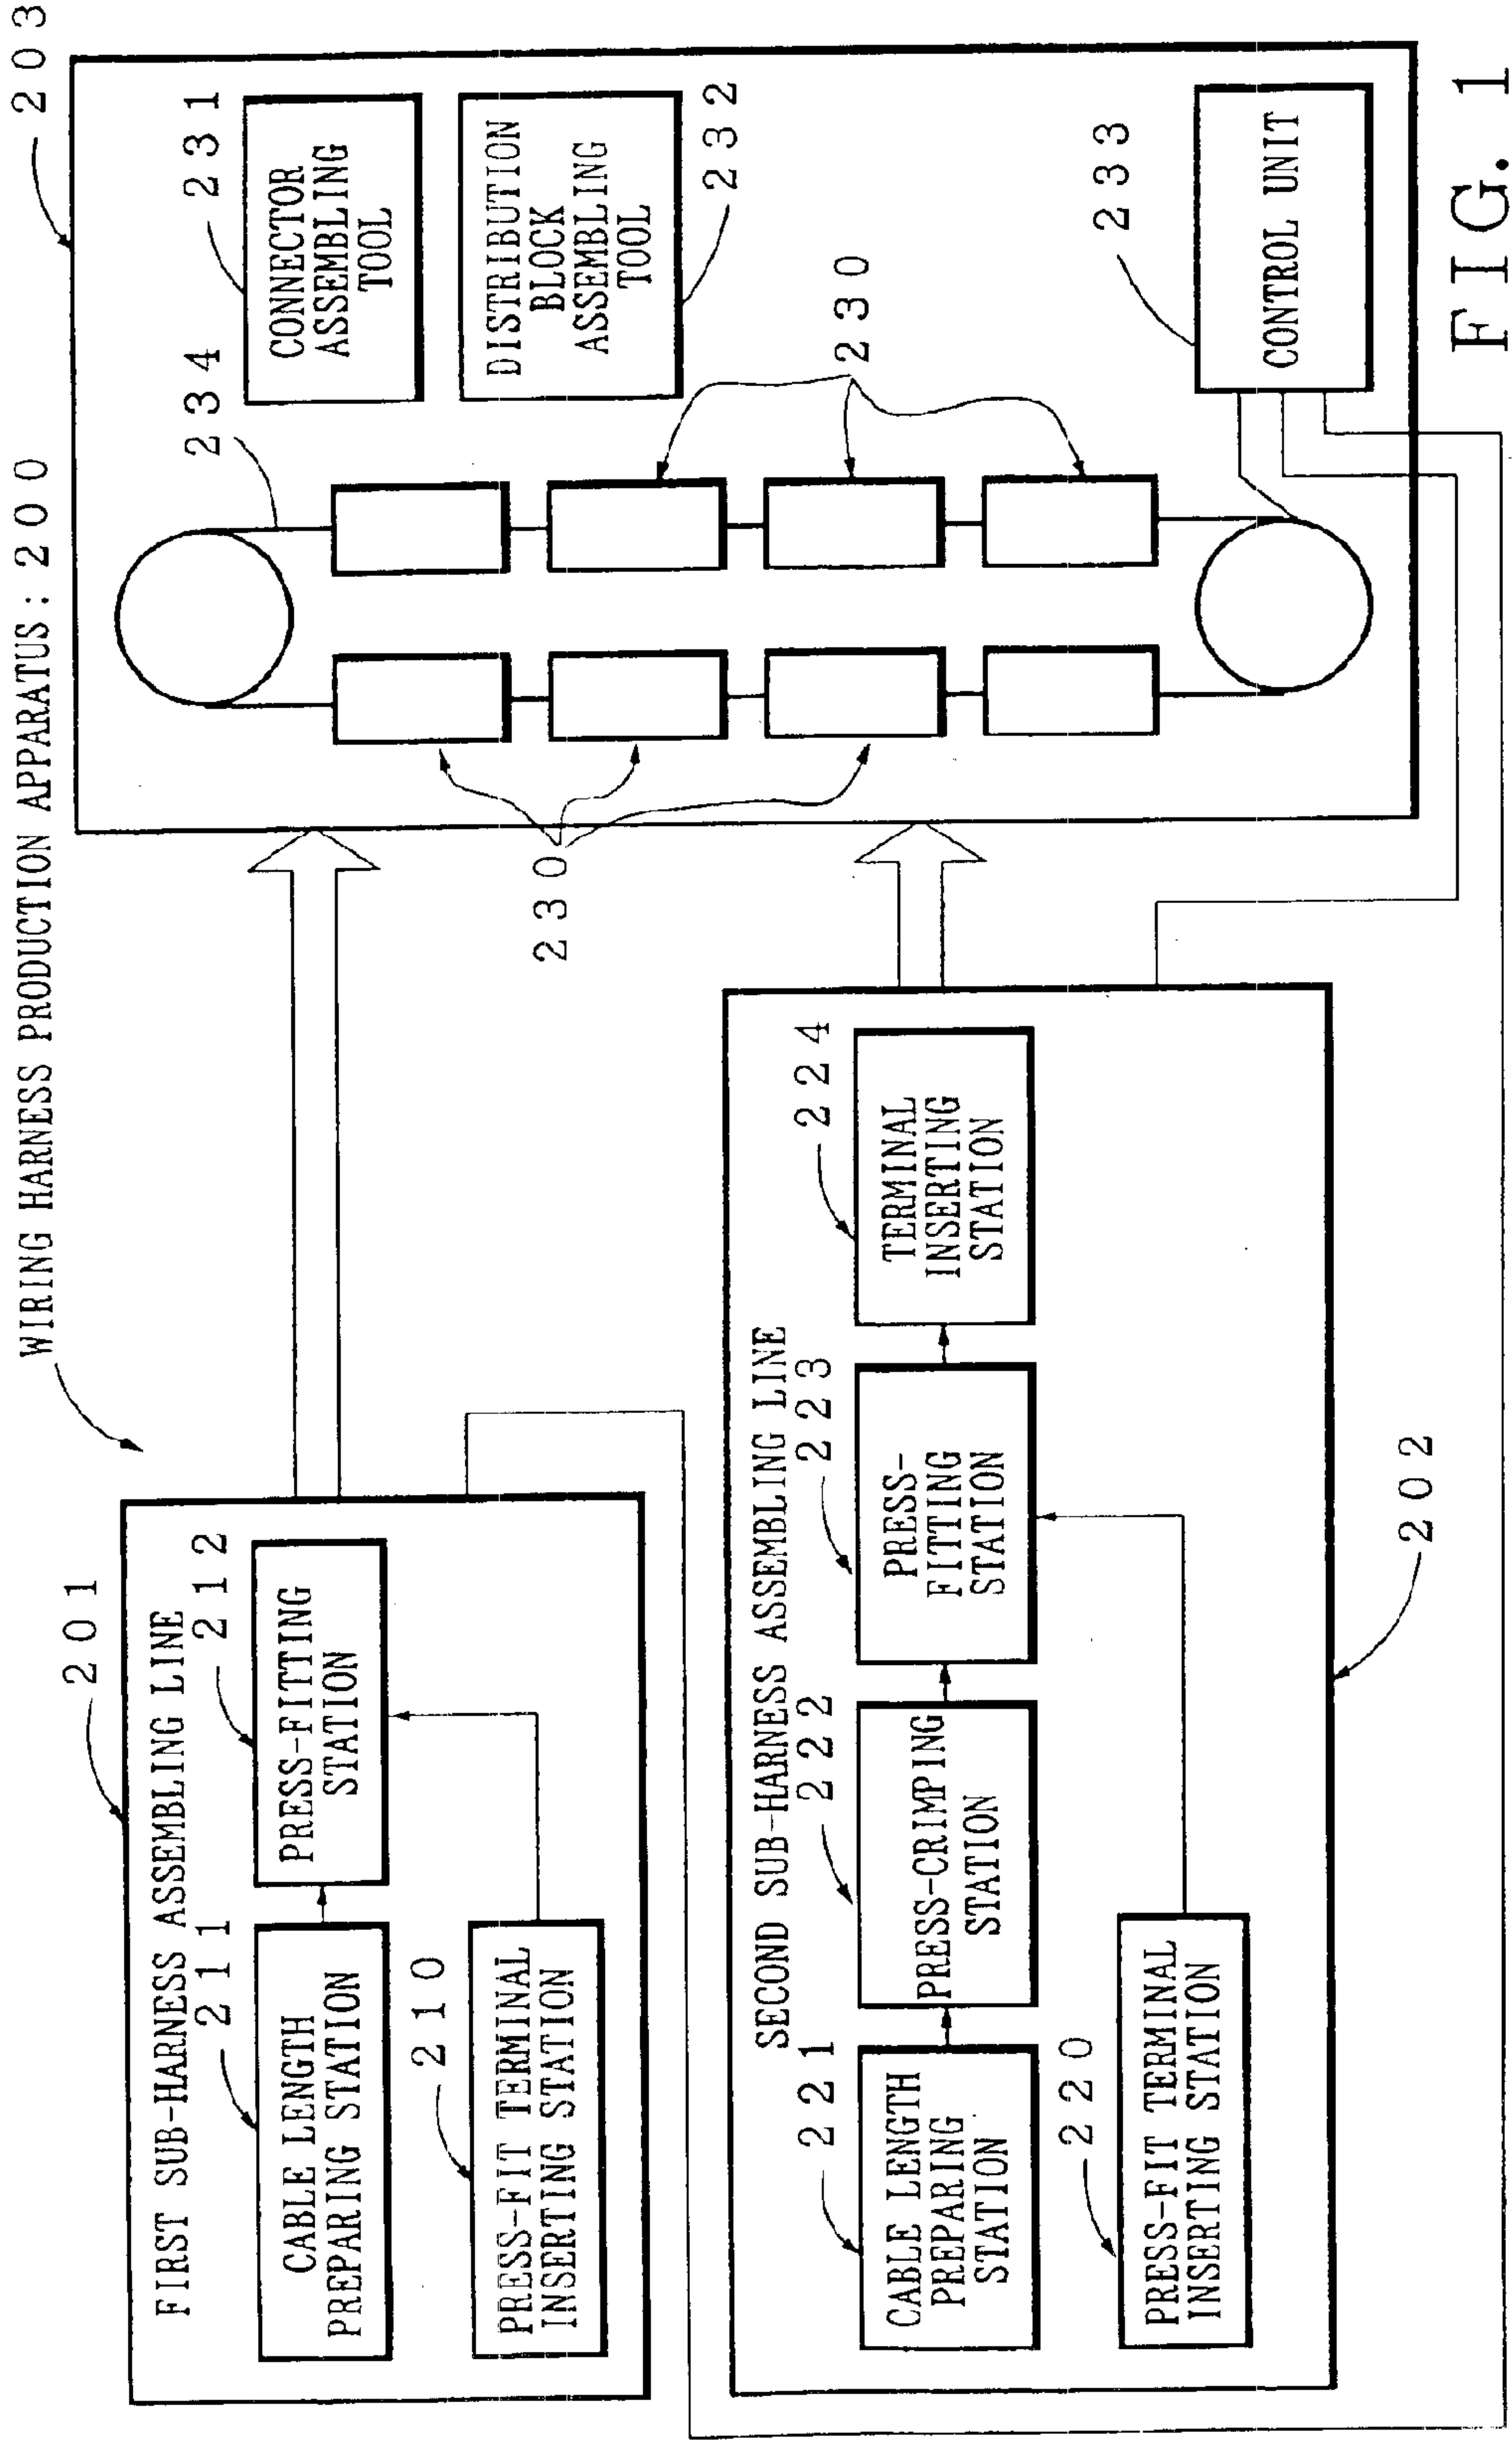 WIRING HARNESS PRODUCTION APPARATUS: 200
203
201
FIRST SUB-HARNESS ASSEMBLING LINE
211
212
CABLE LENGTH
PREPARING STATION
PRESS-FITTING
STATION
210
PRESS-FIT TERMINAL
INSERTING STATION
234
231
CONNECTOR
ASSEMBLING
TOOL
DISTRIBUTION
BLOCK
ASSEMBLING
TOOL
232
230
230
SECOND SUB-HARNESS ASSEMBLING LINE
221
222
223
224
CABLE LENGTH
PREPARING
STATION
PRESS-CRIMPING
STATION
PRESS-
FITTING
STATION
TERMINAL
INSERTING
STATION
220
PRESS-FIT TERMINAL
INSERTING STATION
202
233
CONTROL UNIT
FIG. 1